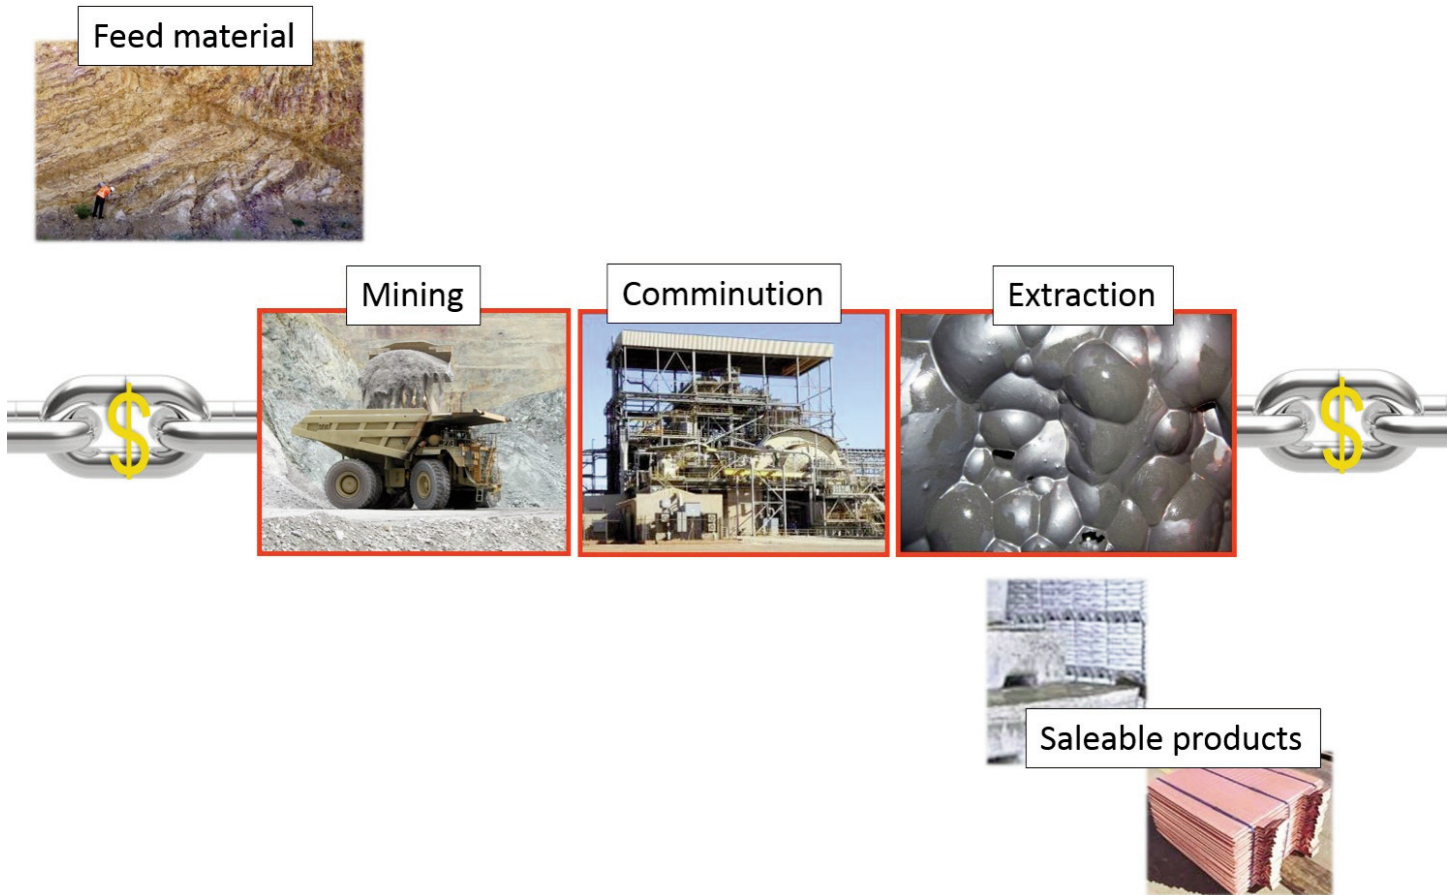 Feed material
Mining
Comminution
Extraction
$
$
Saleable products